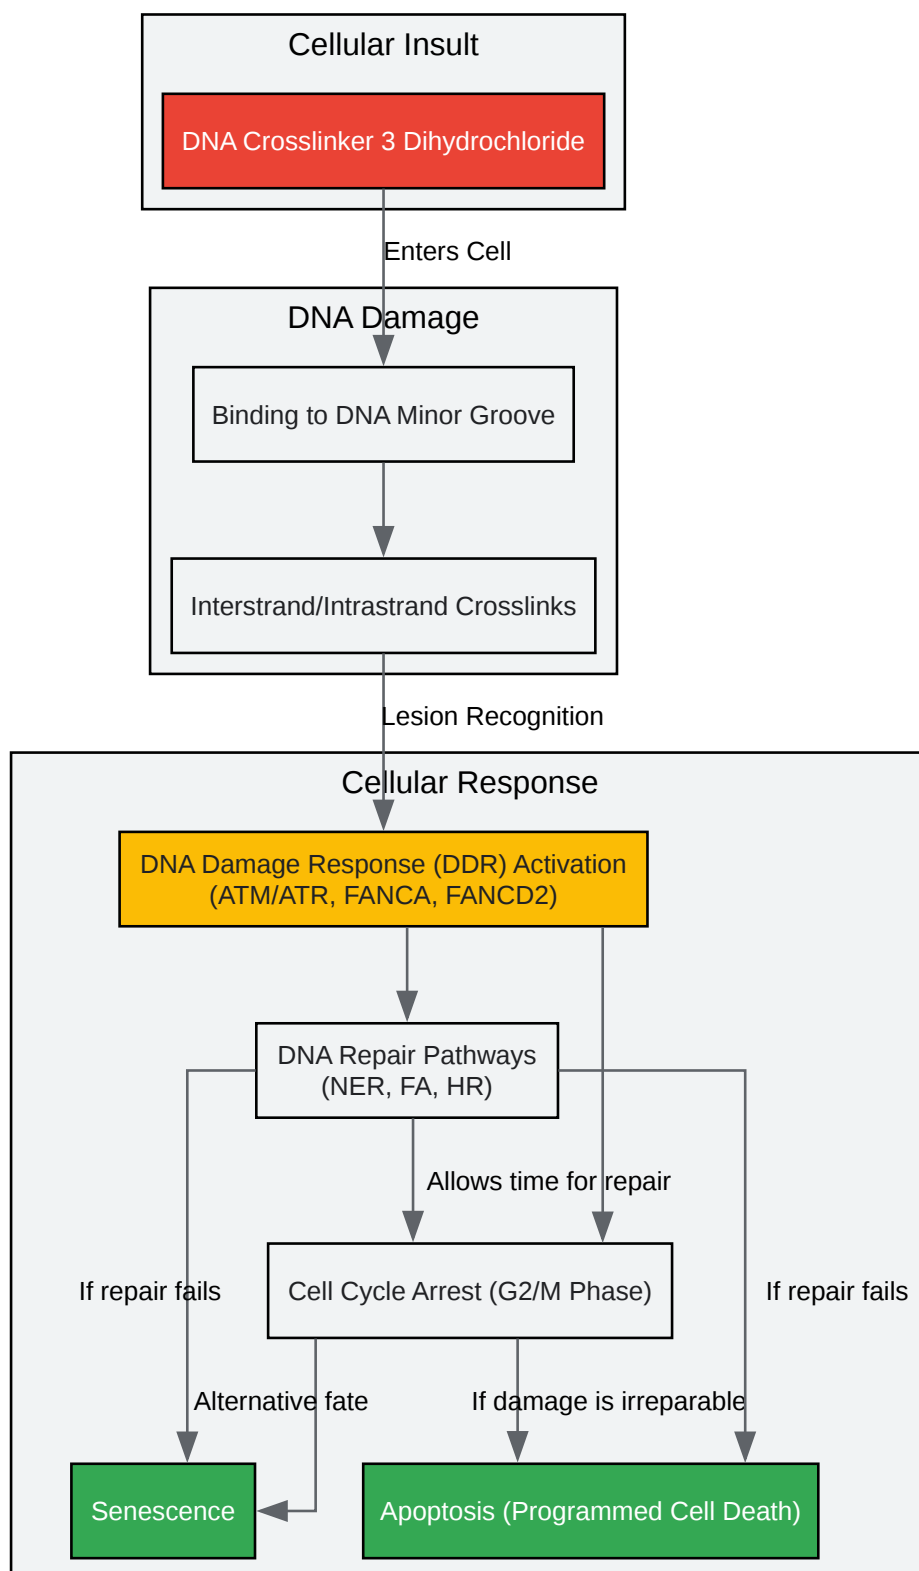 Cellular Insult
DNA Crosslinker 3 Dihydrochloride
Enters Cell
DNA Damage
Binding to DNA Minor Groove
Interstrand/Intrastrand Crosslinks
Lesion Recognition
Cellular Response
DNA Damage Response (DDR) Activation
(ATM/ATR, FANCA, FANCD2)
DNA Repair Pathways
(NER, FA, HR)
Allows time for repair
If repair fails
Cell Cycle Arrest (G2/M Phase)
If repair fails
Alternative fate
If damage is irreparable
Senescence
Apoptosis (Programmed Cell Death)